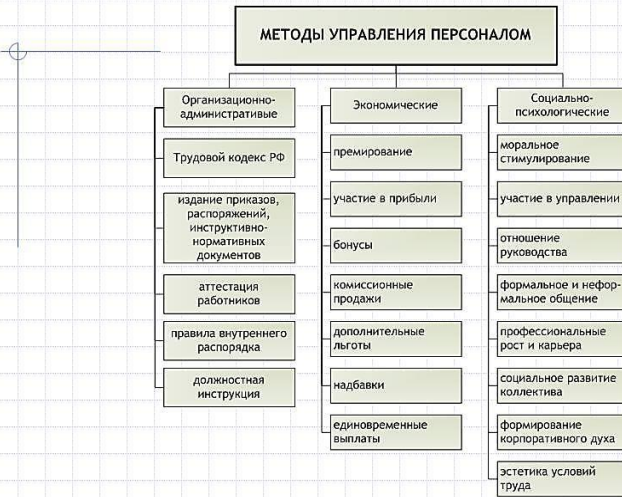 МЕТОДЫ УПРАВЛЕНИЯ ПЕРСОНАЛОМ
Организационно-
административые
Трудовой кодекс РФ
издание приказов,
распоряжений,
инструктивно-
нормативных
документов
аттестация
работников
правила внутреннего
распорядка
должностная
инструкция
Экономические
премирование
участие в прибыли
бонусы
комиссионные
продажи
дополнительные
льготы
надбавки
единовременные
выплаты
Социально-
психологические
моральное
стимулирование
участие в управлении
отношение
руководства
формальное и нефор-
мальное общение
профессиональные
рост и карьера
социальное развитие
коллектива
формирование
корпоративного духа
эстетика условий
труда